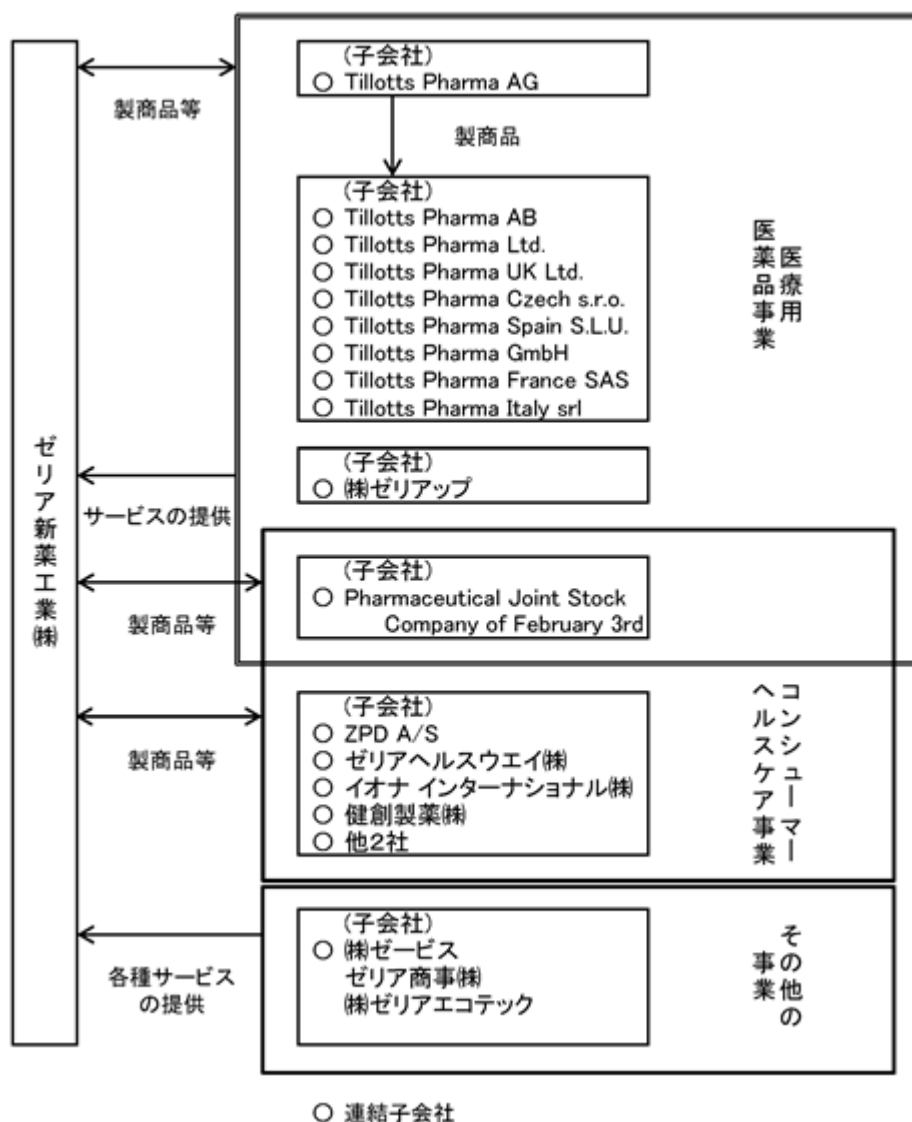 ゼリア新薬工業㈱
製商品等
(子会社)
○ Tillotts Pharma AG
製商品
(子会社)
○ Tillotts Pharma AB
○ Tillotts Pharma Ltd.
○ Tillotts Pharma UK Ltd.
○ Tillotts Pharma Czech s.r.o.
○ Tillotts Pharma Spain S.L.U.
○ Tillotts Pharma GmbH
○ Tillotts Pharma France SAS
○ Tillotts Pharma Italy srl
医療用
医薬品事業
(子会社)
○ ㈱ゼリアップ
サービスの提供
(子会社)
○ Pharmaceutical Joint Stock
Company of February 3rd
製商品等
(子会社)
○ ZPD A/S
○ ゼリアヘルスウエイ㈱
○ イオナ インターナショナル㈱
○ 健創製薬㈱
○ 他2社
製商品等
コンシューマー
ヘルスケア事業
(子会社)
○ ㈱ゼービス
ゼリア商事㈱
㈱ゼリアエコテック
各種サービス
の提供
その他の
事業
○ 連結子会社